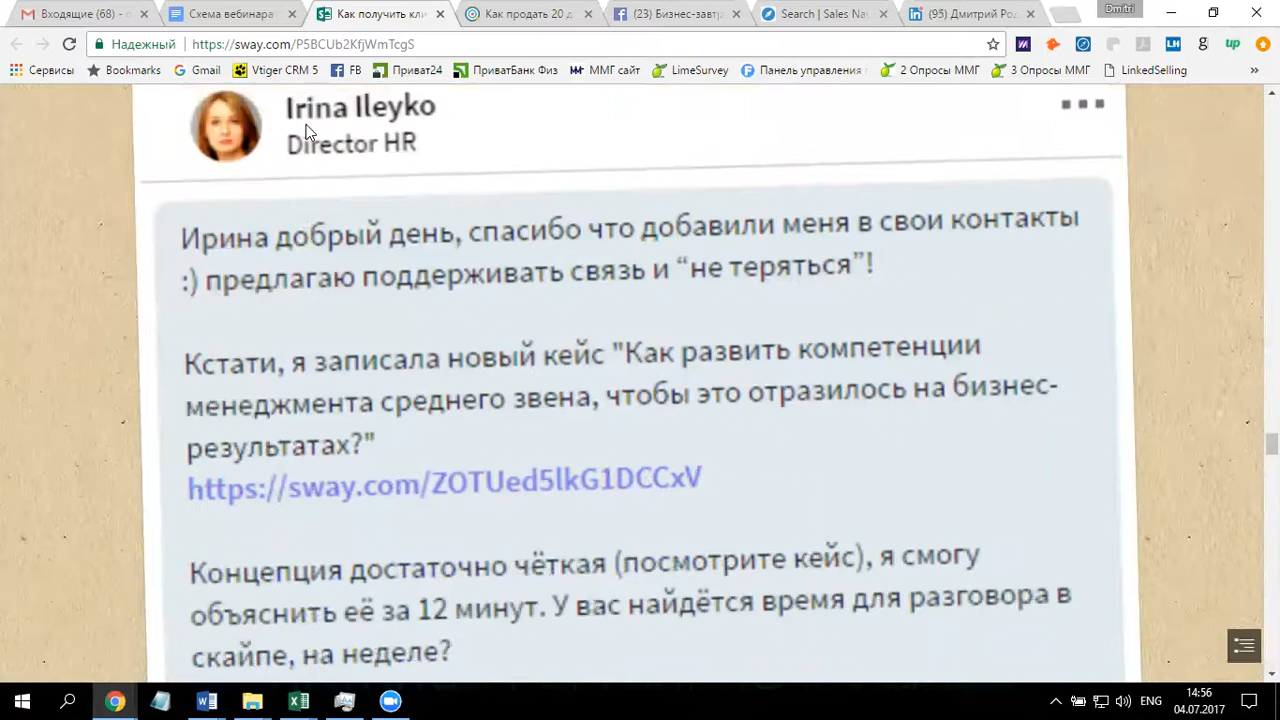 Dmitri
Входящие (68) -
Схема вебинара
Как получить кли
Как продать 20 д
(23) Бизнес-завтр
Search | Sales Nav
(95) Дмитрий Род
Надежный
https://sway.com/P5BCUb2KfjWmTcgS
LH
g
up
Сервисы
Bookmarks
Gmail
Vtiger CRM 5
FB
Приват24
ПриватБанк Физ
ММГ сайт
LimeSurvey
Панель управления
2 Опросы ММГ
3 Опросы ММГ
LinkedSelling
»
Irina Ileyko
Director HR
Ирина добрый день, спасибо что добавили меня в свои контакты
:) предлагаю поддерживать связь и “не теряться”!
Кстати, я записала новый кейс "Как развить компетенции
менеджмента среднего звена, чтобы это отразилось на бизнес-
результатах?"
https://sway.com/ZOTUed5lkG1DCCxV
Концепция достаточно чёткая (посмотрите кейс), я смогу
объяснить её за 12 минут. У вас найдётся время для разговора в
скайпе, на неделе?
ENG
14:56
04.07.2017